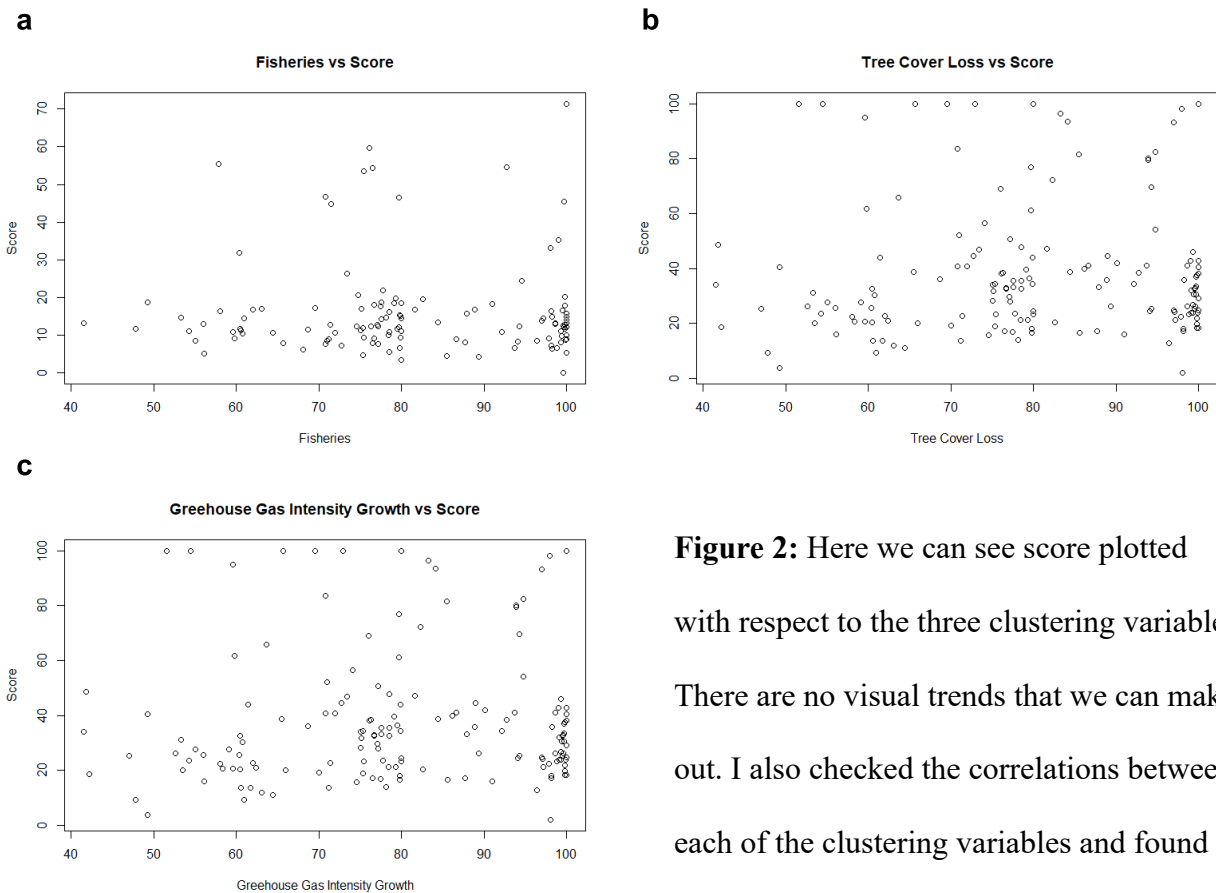 a
Fisheries vs Score
70
60
50
40
30
20
10
0
Score
40 50 60 70 80 90 100
Fisheries
b
Tree Cover Loss vs Score
100
80
60
40
20
0
Score
40 50 60 70 80 90 100
Tree Cover Loss
c
Greehouse Gas Intensity Growth vs Score
100
80
60
40
20
0
Score
40 50 60 70 80 90 100
Greehouse Gas Intensity Growth
Figure 2: Here we can see score plotted
with respect to the three clustering variable
There are no visual trends that we can mak
out. I also checked the correlations betwee
each of the clustering variables and found